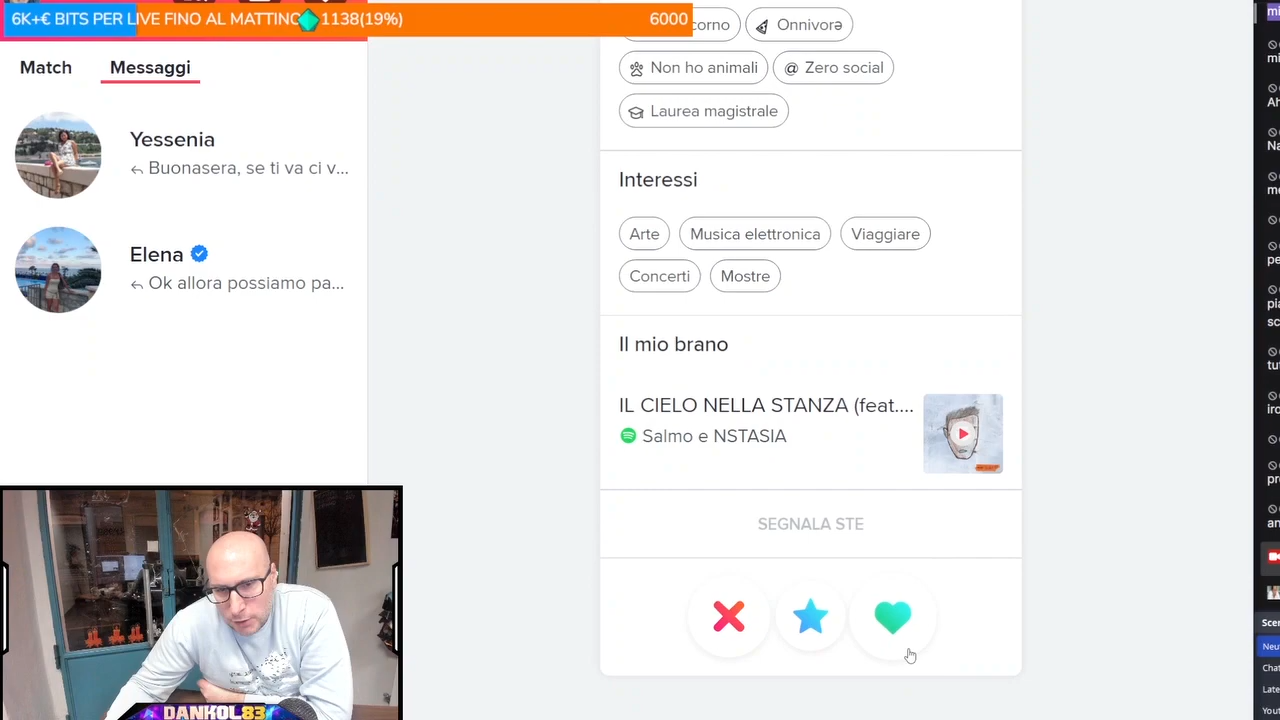 6K+€ BITS PER LIVE FINO AL MATTINO 1138(19%) 6000
Match Messaggi
Yessenia
Buonasera, se ti va ci v...
Elena
Ok allora possiamo pa...
Onnivorə
Non ho animali @ Zero social
Laurea magistrale
Interessi
Arte Musica elettronica Viaggiare
Concerti Mostre
Il mio brano
IL CIELO NELLA STANZA (feat....
Salmo e NSTASIA
SEGNALA STE
DANKOL83